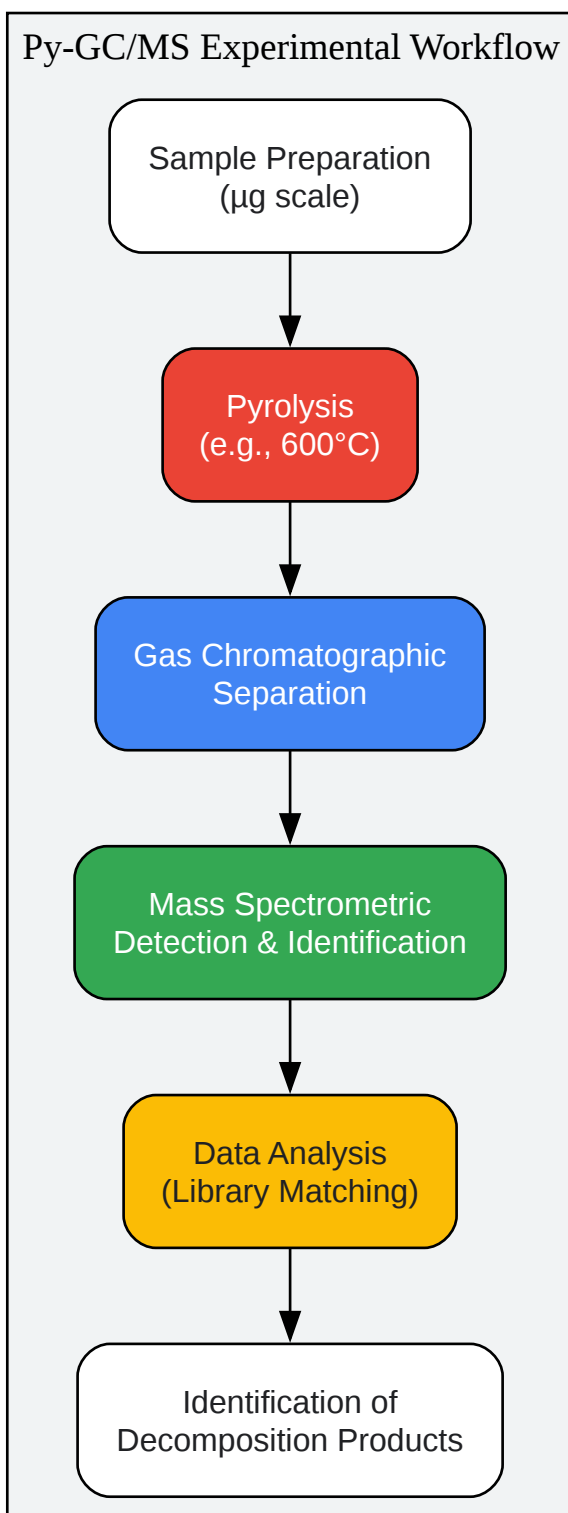 Py-GC/MS Experimental Workflow
Sample Preparation
(µg scale)
Pyrolysis
(e.g., 600°C)
Gas Chromatographic
Separation
Mass Spectrometric
Detection & Identification
Data Analysis
(Library Matching)
Identification of
Decomposition Products